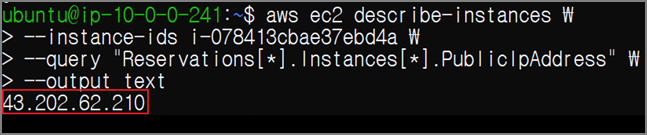 ubuntu@ip-10-0-0-241:~$ aws ec2 describe-instances ₩
> --instance-ids i-078413cbae37ebd4a ₩
> --query "Reservations[*].Instances[*].PublicIpAddress" ₩
> --output text
43.202.62.210